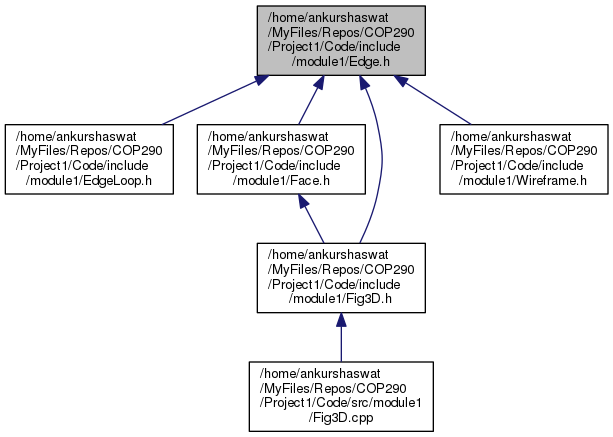 /home/ankurshaswat
/MyFiles/Repos/COP290
/Project1/Code/include
/module1/Edge.h
/home/ankurshaswat
/MyFiles/Repos/COP290
/Project1/Code/include
/module1/EdgeLoop.h
/home/ankurshaswat
/MyFiles/Repos/COP290
/Project1/Code/include
/module1/Face.h
/home/ankurshaswat
/MyFiles/Repos/COP290
/Project1/Code/include
/module1/Wireframe.h
/home/ankurshaswat
/MyFiles/Repos/COP290
/Project1/Code/include
/module1/Fig3D.h
/home/ankurshaswat
/MyFiles/Repos/COP290
/Project1/Code/src/module1
/Fig3D.cpp